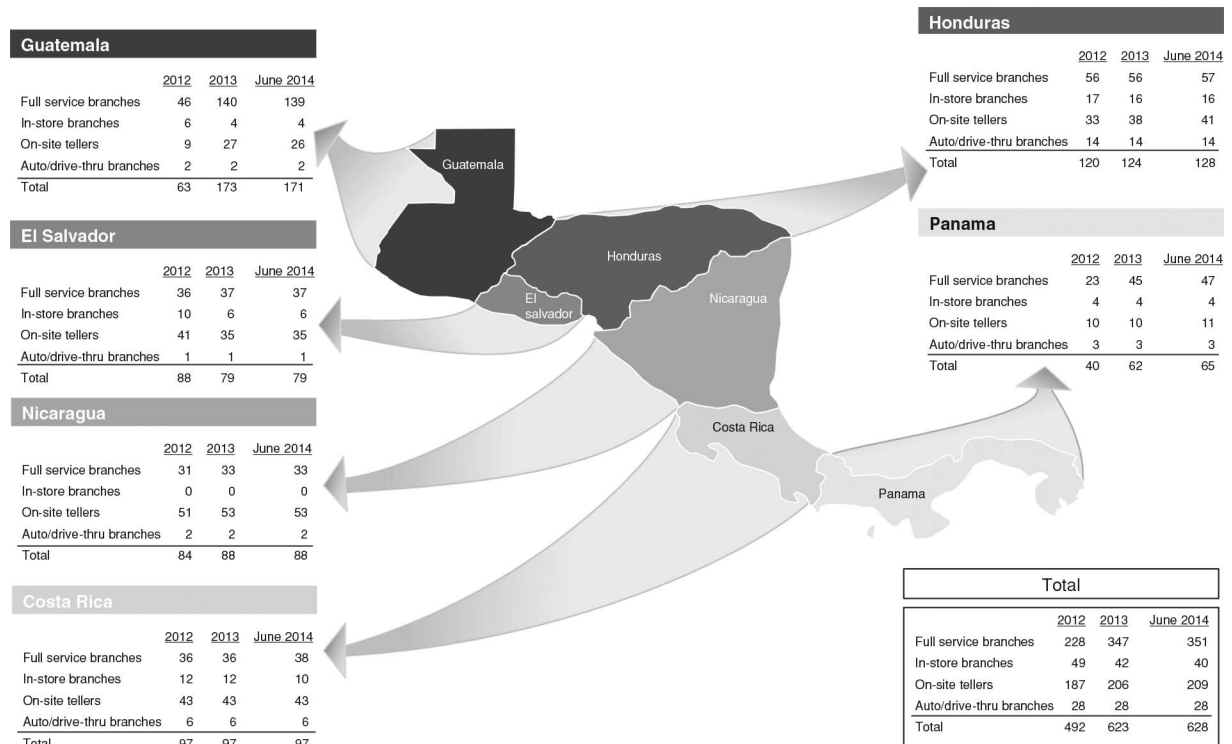 Guatemala
2012 2013 June 2014
Full service branches 46 140 139
In-store branches 6 4 4
On-site tellers 9 27 26
Auto/drive-thru branches 2 2 2
Total 63 173 171
El Salvador
2012 2013 June 2014
Full service branches 36 37 37
In-store branches 10 6 6
On-site tellers 41 35 35
Auto/drive-thru branches 1 1 1
Total 88 79 79
Nicaragua
2012 2013 June 2014
Full service branches 31 33 33
In-store branches 0 0 0
On-site tellers 51 53 53
Auto/drive-thru branches 2 2 2
Total 84 88 88
Costa Rica
2012 2013 June 2014
Full service branches 36 36 38
In-store branches 12 12 10
On-site tellers 43 43 43
Auto/drive-thru branches 6 6 6
Total 97 97 97
Guatemala
Honduras
El
salvador
Nicaragua
Costa Rica
Panama
Honduras
2012 2013 June 2014
Full service branches 56 56 57
In-store branches 17 16 16
On-site tellers 33 38 41
Auto/drive-thru branches 14 14 14
Total 120 124 128
Panama
2012 2013 June 2014
Full service branches 23 45 47
In-store branches 4 4 4
On-site tellers 10 10 11
Auto/drive-thru branches 3 3 3
Total 40 62 65
Total
2012 2013 June 2014
Full service branches 228 347 351
In-store branches 49 42 40
On-site tellers 187 206 209
Auto/drive-thru branches 28 28 28
Total 492 623 628